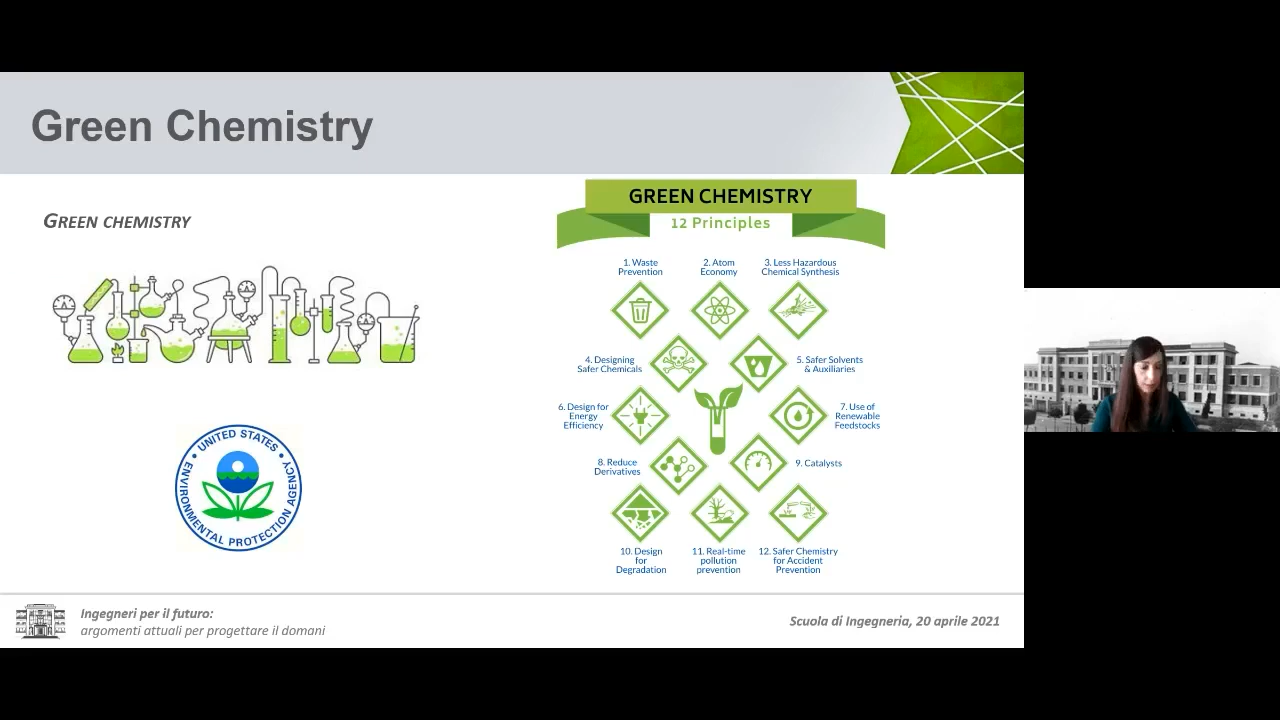 Green Chemistry
GREEN CHEMISTRY
UNITED STATES
ENVIRONMENTAL PROTECTION AGENCY
GREEN CHEMISTRY
12 Principles
1. Waste
Prevention
2. Atom
Economy
3. Less Hazardous
Chemical Synthesis
4. Designing
Safer Chemicals
5. Safer Solvents
& Auxiliaries
6. Design for
Energy
Efficiency
7. Use of
Renewable
Feedstocks
8. Reduce
Derivatives
9. Catalysts
10. Design
for
Degradation
11. Real-time
pollution
prevention
12. Safer Chemistry
for Accident
Prevention
Ingegneri per il futuro:
argomenti attuali per progettare il domani
Scuola di Ingegneria, 20 aprile 2021